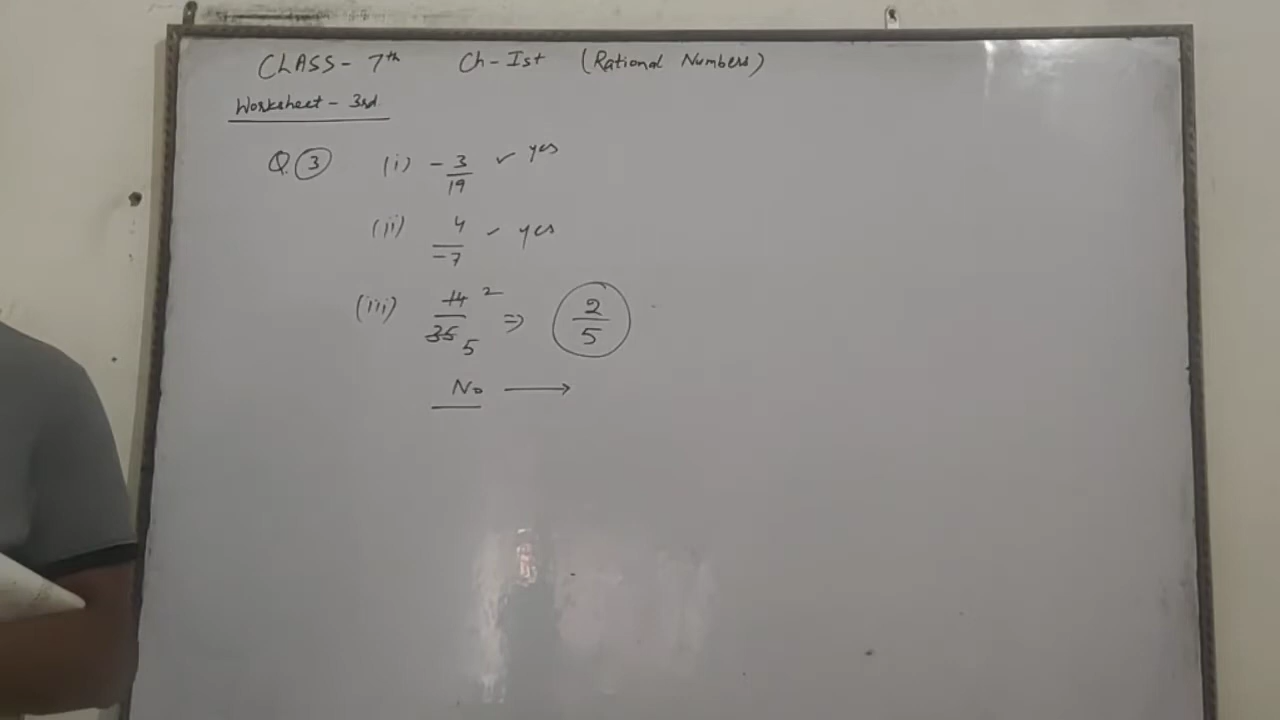 CLASS - 7th Ch - Ist (Rational Numbers)
Worksheet - 3rd
Q. 3 (i) - 3/19 ✓ yes
(ii) 4/-7 ✓ yes
(iii) 14/35 2/5 ⇒ 2/5
No →